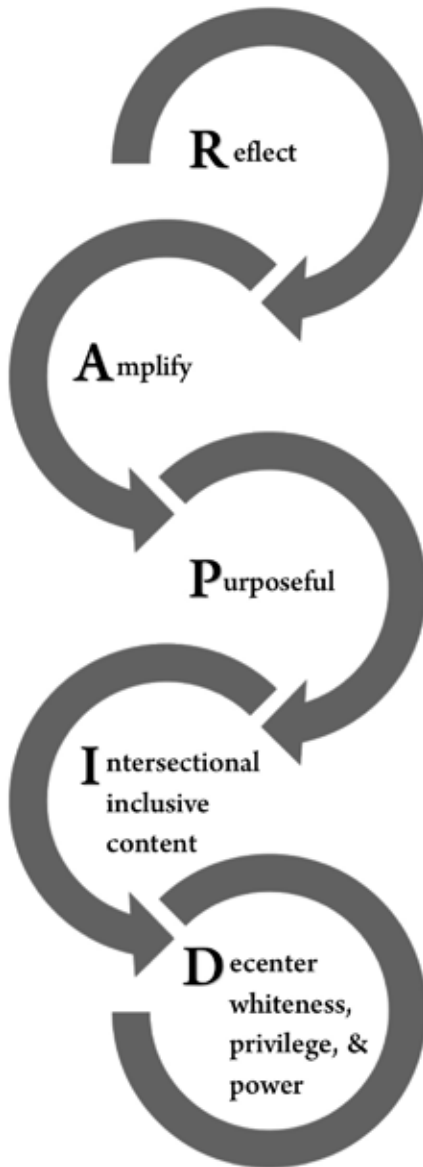 Reflect
Amplify
Purposeful
Intersectional
inclusive
content
Decenter
whiteness,
privilege, &
power